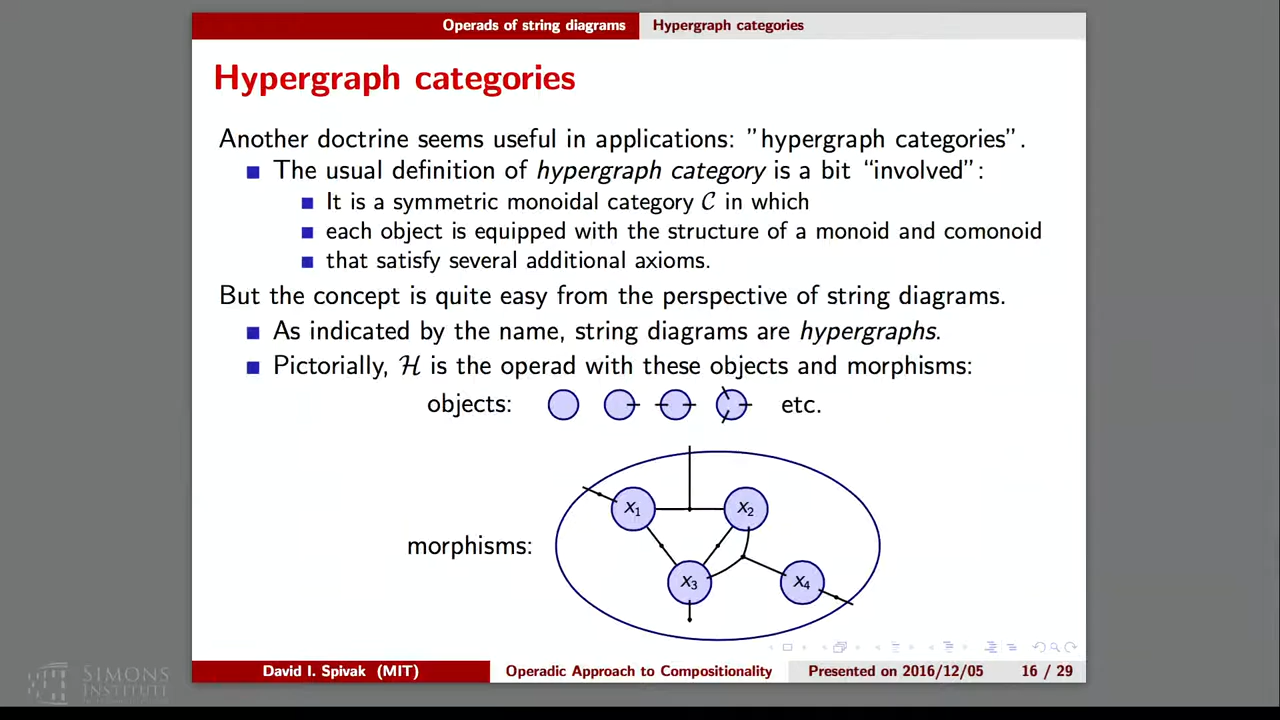 Operads of string diagrams Hypergraph categories
Hypergraph categories
Another doctrine seems useful in applications: ”hypergraph categories”.
The usual definition of hypergraph category is a bit “involved”:
It is a symmetric monoidal category 𝒞 in which
each object is equipped with the structure of a monoid and comonoid
that satisfy several additional axioms.
But the concept is quite easy from the perspective of string diagrams.
As indicated by the name, string diagrams are hypergraphs.
Pictorially, ℋ is the operad with these objects and morphisms:
objects: etc.
X₁ X₂
morphisms:
X₃ X₄
David I. Spivak (MIT) Operadic Approach to Compositionality Presented on 2016/12/05 16 / 29
SIMONS
INSTITUTE